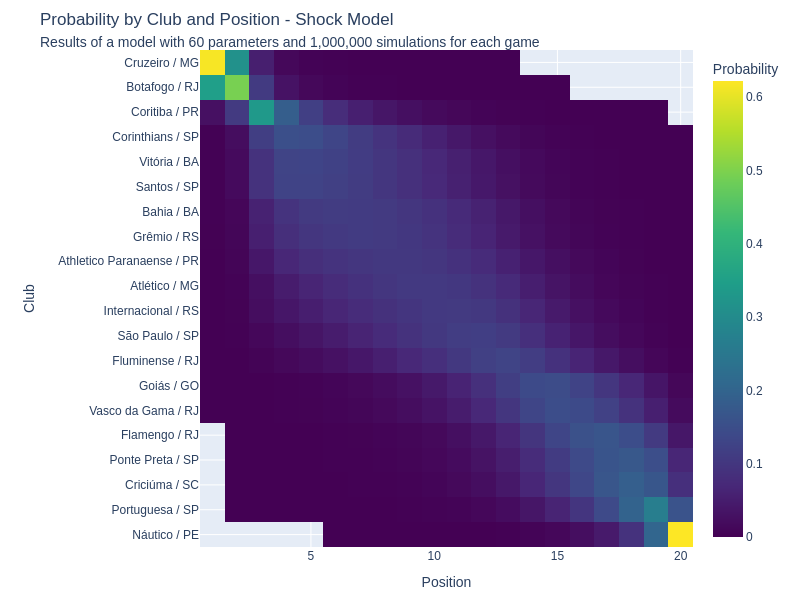 Probability by Club and Position - Shock Model
Results of a model with 60 parameters and 1,000,000 simulations for each game
Probability
Club
Cruzeiro / MG
Botafogo / RJ
Coritiba / PR
Corinthians / SP
Vitória / BA
Santos / SP
Bahia / BA
Grêmio / RS
Athletico Paranaense / PR
Atlético / MG
Internacional / RS
São Paulo / SP
Fluminense / RJ
Goiás / GO
Vasco da Gama / RJ
Flamengo / RJ
Ponte Preta / SP
Criciúma / SC
Portuguesa / SP
Náutico / PE
0.6
0.5
0.4
0.3
0.2
0.1
0
5
10
15
20
Position